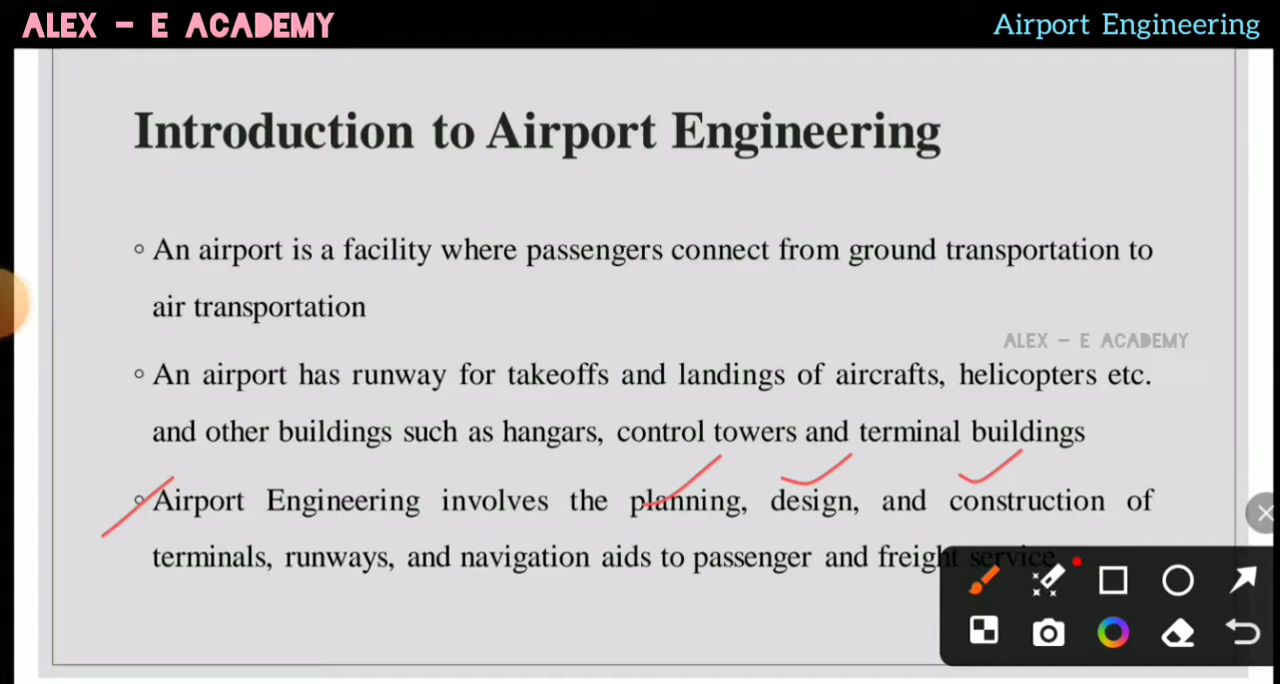 ALEX - E ACADEMY
Airport Engineering
Introduction to Airport Engineering
◦ An airport is a facility where passengers connect from ground transportation to
air transportation
ALEX - E ACADEMY
◦ An airport has runway for takeoffs and landings of aircrafts, helicopters etc.
and other buildings such as hangars, control towers and terminal buildings
◦ Airport Engineering involves the planning, design, and construction of
terminals, runways, and navigation aids to passenger and freight service